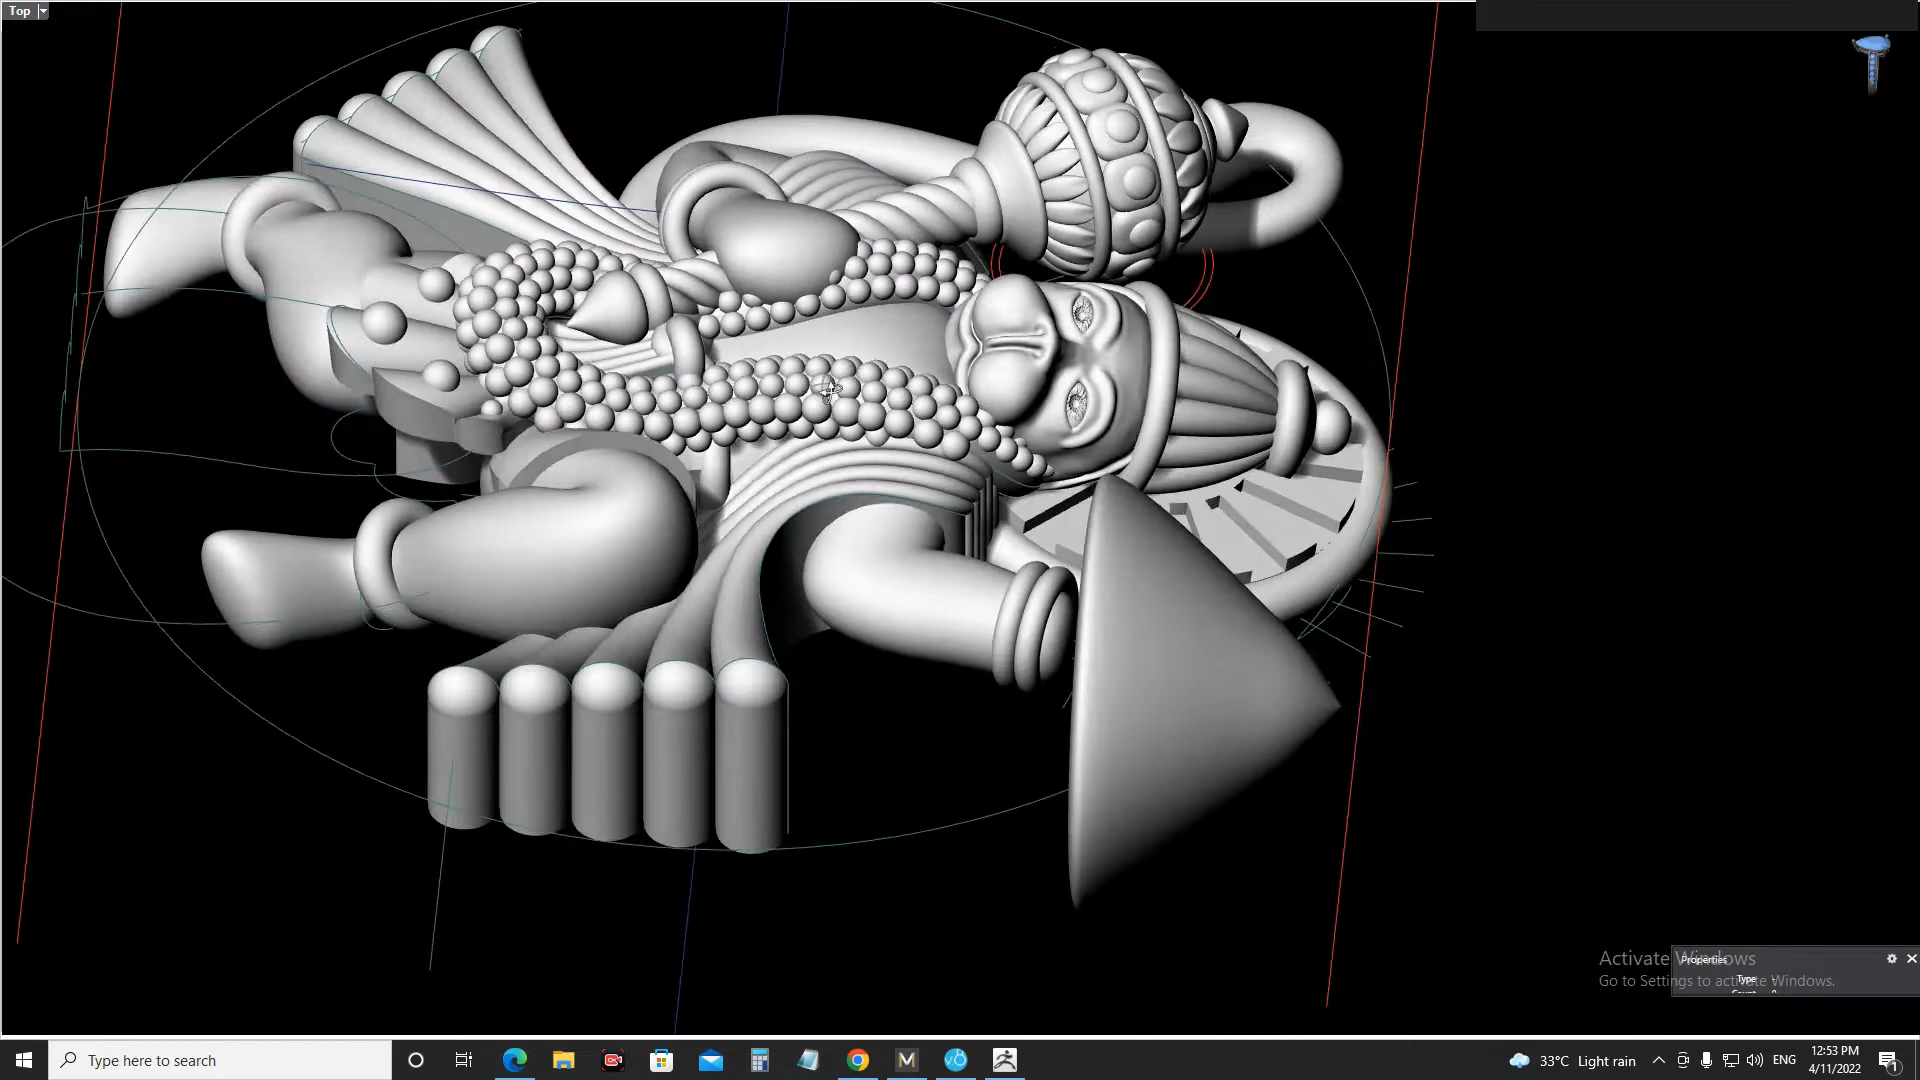 Top
Activate Windows
Properties
Go to Settings to activate Windows.
Type
Type here to search
33°C Light rain
ENG
12:53 PM
4/11/2022
1